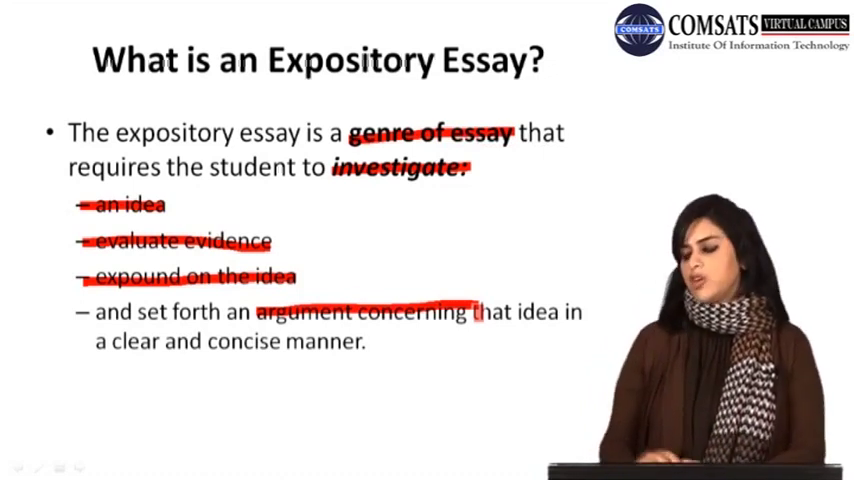 COMSATS VIRTUAL CAMPUS
COMSATS
Institute Of Information Technology
What is an Expository Essay?
• The expository essay is a genre of essay that
requires the student to investigate:
– an idea
– evaluate evidence
– expound on the idea
– and set forth an argument concerning that idea in
a clear and concise manner.